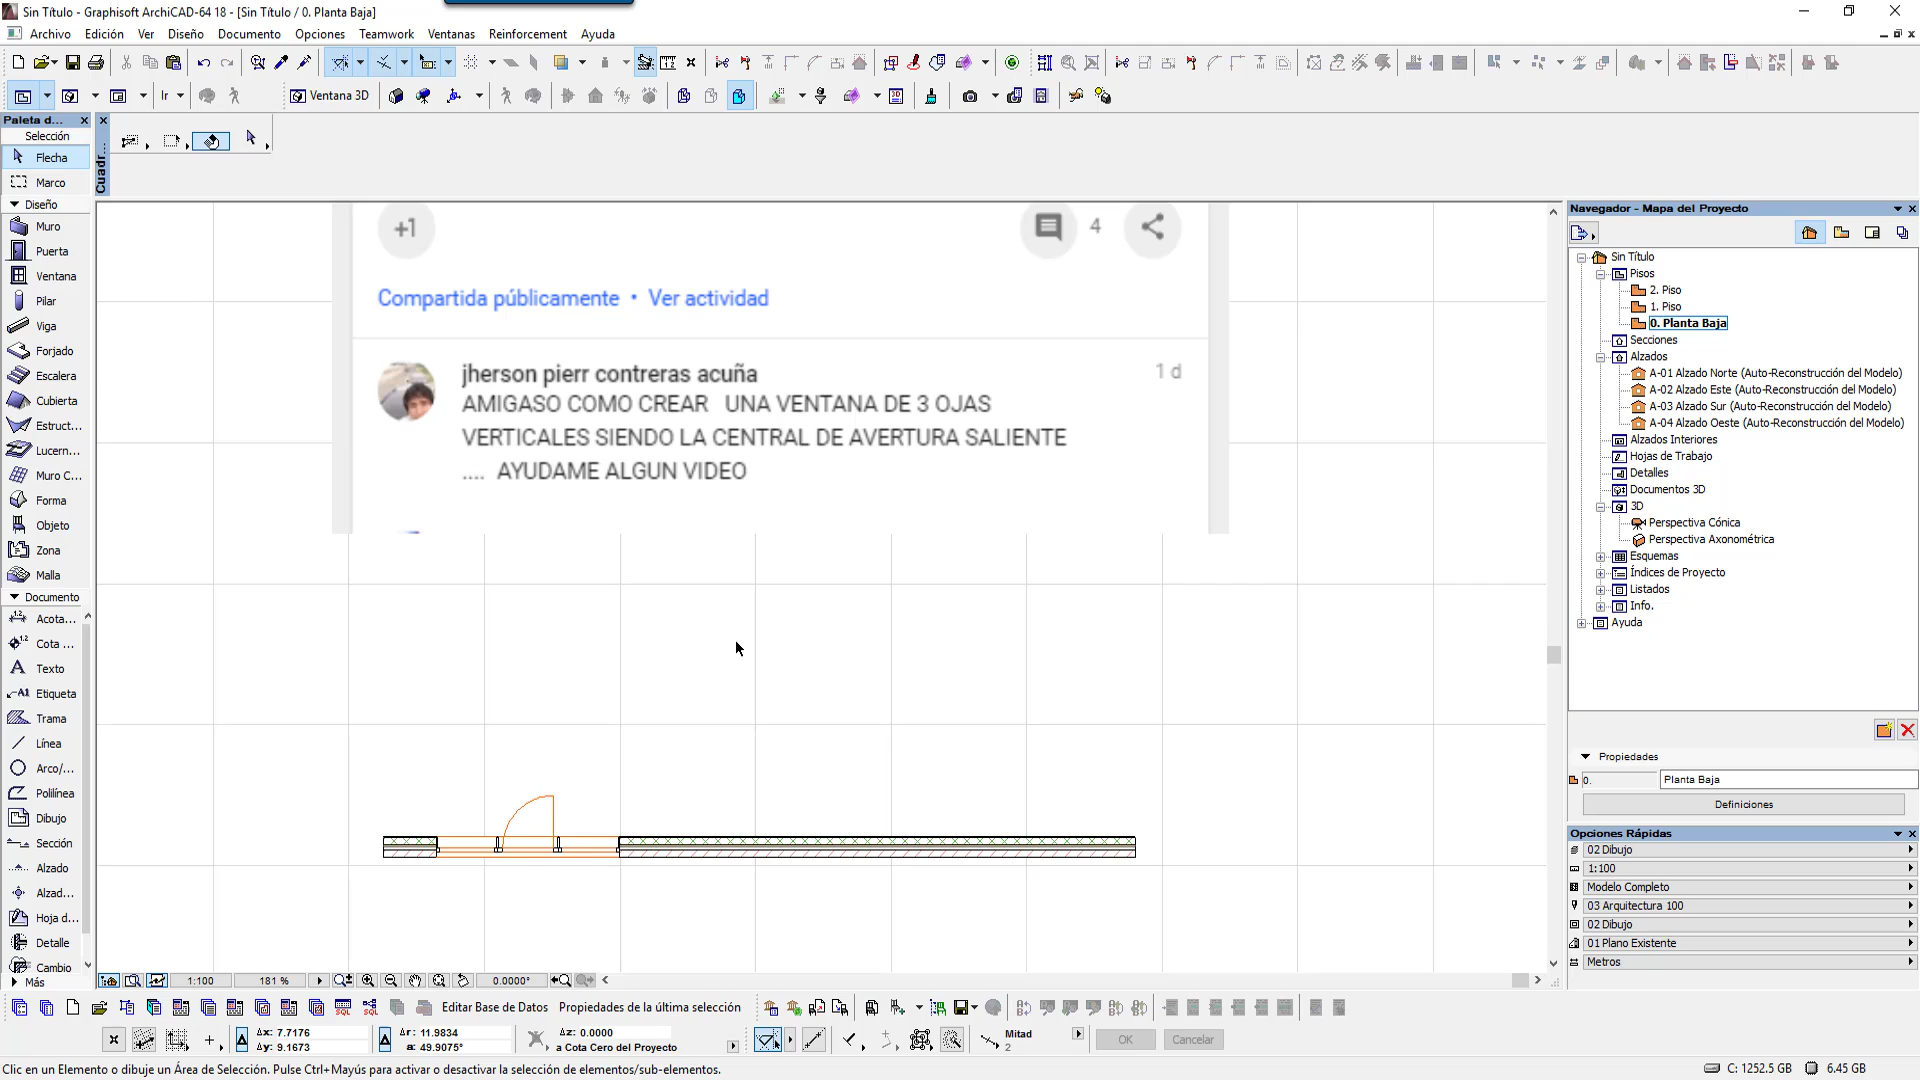 Sin Título - Graphisoft ArchiCAD-64 18 - [Sin Título / 0. Planta Baja]
Archivo Edición Ver Diseño Documento Opciones Teamwork Ventanas Reinforcement Ayuda
Ir Ventana 3D
Paleta d...
Selección
Flecha
Marco
Diseño
Muro
Puerta
Ventana
Pilar
Viga
Forjado
Escalera
Cubierta
Estruct...
Lucern...
Muro C...
Forma
Objeto
Zona
Malla
Documento
Acota...
Cota ...
Texto
Etiqueta
Trama
Línea
Arco/...
Polilínea
Dibujo
Sección
Alzado
Alzad...
Hoja d...
Detalle
Cambio
Más
Cuadr...
+1
4
Compartida públicamente • Ver actividad
jherson pierr contreras acuña
1 d
AMIGASO COMO CREAR UNA VENTANA DE 3 OJAS
VERTICALES SIENDO LA CENTRAL DE AVERTURA SALIENTE
.... AYUDAME ALGUN VIDEO
Navegador - Mapa del Proyecto
Sin Título
Pisos
2. Piso
1. Piso
0. Planta Baja
Secciones
Alzados
A-01 Alzado Norte (Auto-Reconstrucción del Modelo)
A-02 Alzado Este (Auto-Reconstrucción del Modelo)
A-03 Alzado Sur (Auto-Reconstrucción del Modelo)
A-04 Alzado Oeste (Auto-Reconstrucción del Modelo)
Alzados Interiores
Hojas de Trabajo
Detalles
Documentos 3D
3D
Perspectiva Cónica
Perspectiva Axonométrica
Esquemas
Índices de Proyecto
Listados
Info.
Ayuda
Propiedades
0. Planta Baja
Definiciones
Opciones Rápidas
02 Dibujo
1:100
Modelo Completo
03 Arquitectura 100
02 Dibujo
01 Plano Existente
Metros
1:100 181 % 0.0000°
Editar Base de Datos Propiedades de la última selección
Δx: 7.7176
Δy: 9.1673
Δr: 11.9834
a: 49.9075°
Δz: 0.0000
a Cota Cero del Proyecto
Mitad
2
OK Cancelar
Clic en un Elemento o dibuje un Área de Selección. Pulse Ctrl+Mayús para activar o desactivar la selección de elementos/sub-elementos.
C: 1252.5 GB 6.45 GB